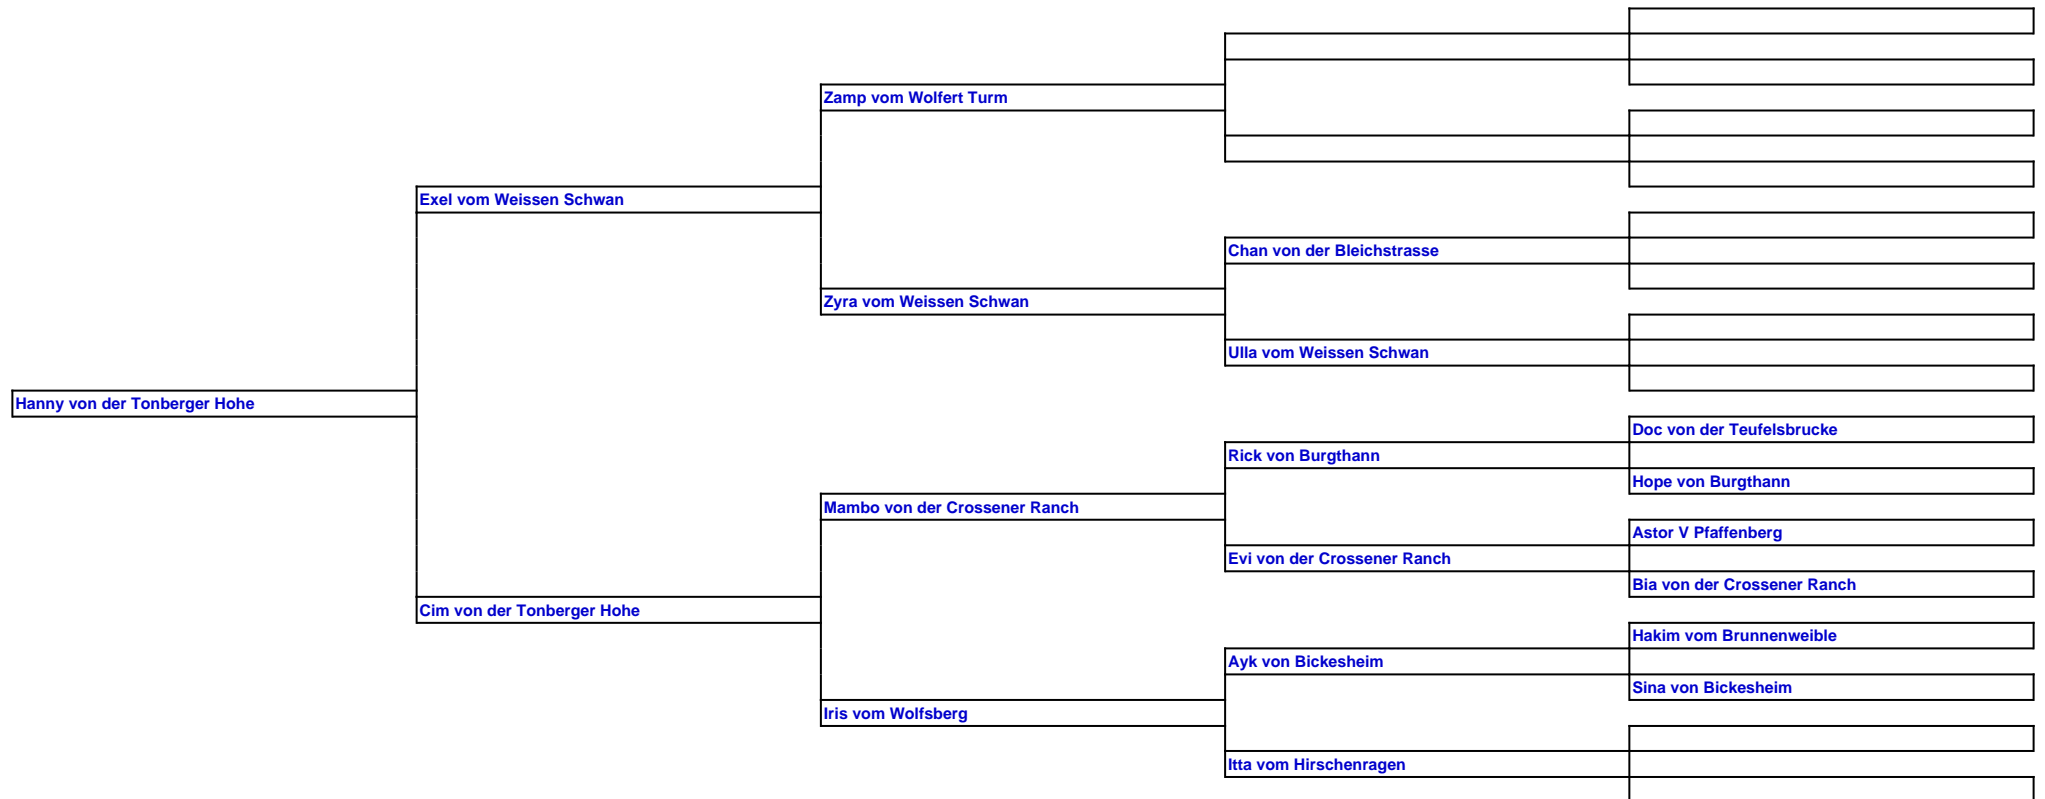 Zamp vom Wolfert Turm
Exel vom Weissen Schwan
Chan von der Bleichstrasse
Zyra vom Weissen Schwan
Ulla vom Weissen Schwan
Hanny von der Tonberger Hohe
Doc von der Teufelsbrucke
Rick von Burgthann
Hope von Burgthann
Mambo von der Crossener Ranch
Astor V Pfaffenberg
Evi von der Crossener Ranch
Bia von der Crossener Ranch
Cim von der Tonberger Hohe
Hakim vom Brunnenweible
Ayk von Bickesheim
Sina von Bickesheim
Iris vom Wolfsberg
Itta vom Hirschenragen